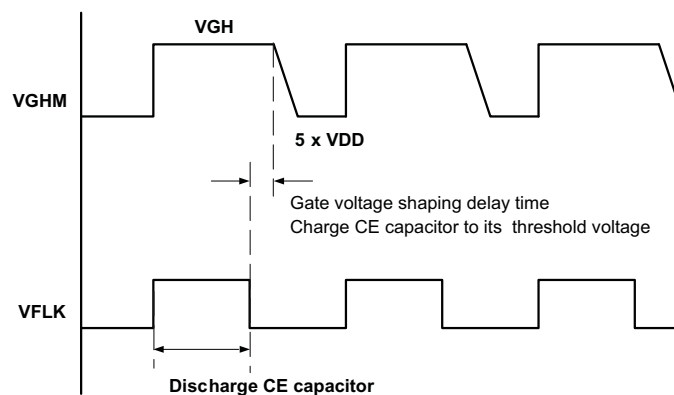 VGH
VGHM
5 x VDD
Gate voltage shaping delay time
Charge CE capacitor to its threshold voltage
VFLK
Discharge CE capacitor